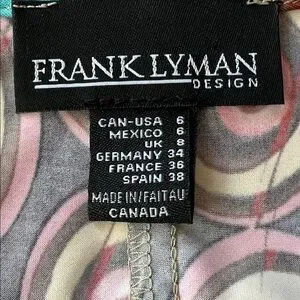 FRANK LYMAN
DESIGN
CAN-USA 6
MEXICO 6
UK 8
GERMANY 34
FRANCE 36
SPAIN 38
MADE IN/FAIT AU
CANADA